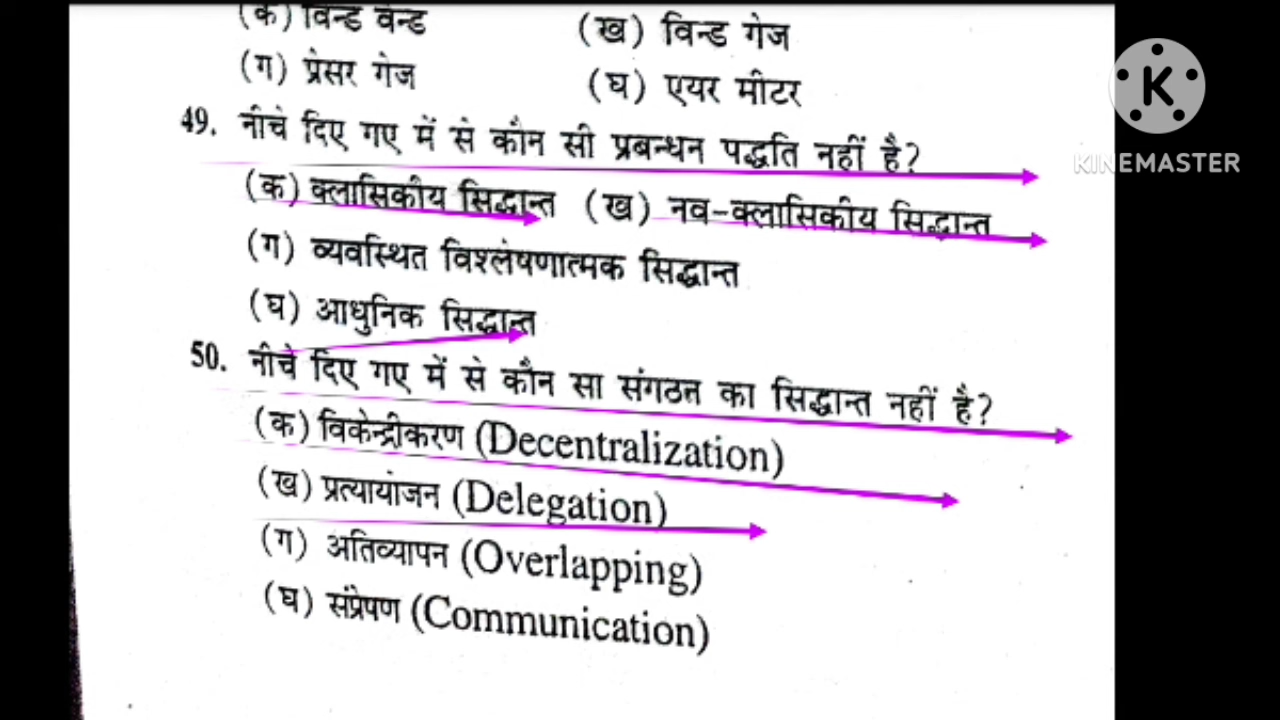 (क) विन्ड वेन्ड (ख) विन्ड गेज
(ग) प्रेसर गेज (घ) एयर मीटर
49. नीचे दिए गए में से कौन सी प्रबन्धन पद्धति नहीं है?
(क) क्लासिकीय सिद्धान्त (ख) नव-क्लासिकीय सिद्धान्त
(ग) व्यवस्थित विश्लेषणात्मक सिद्धान्त
(घ) आधुनिक सिद्धान्त
50. नीचे दिए गए में से कौन सा संगठन का सिद्धान्त नहीं है?
(क) विकेन्द्रीकरण (Decentralization)
(ख) प्रत्यायोजन (Delegation)
(ग) अतिव्यापन (Overlapping)
(घ) संप्रेषण (Communication)
K
KINEMASTER